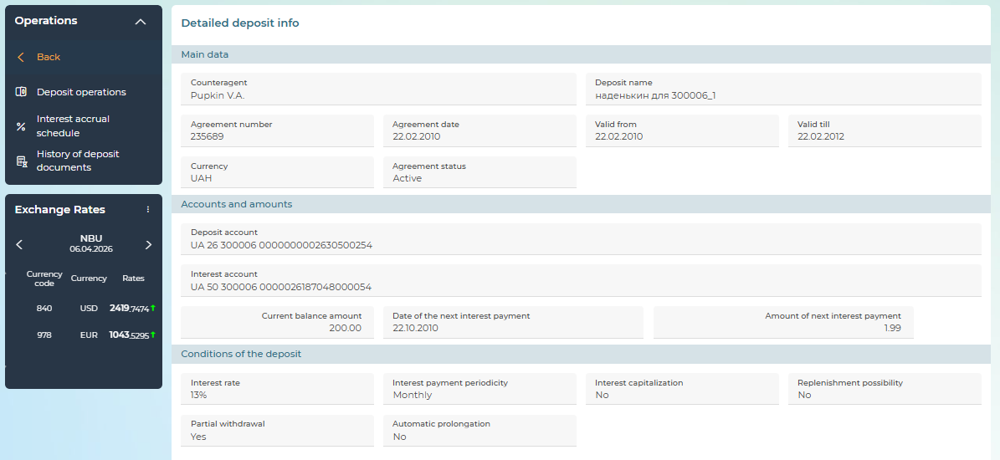 Operations
Back
Deposit operations
Interest accrual
schedule
History of deposit
documents
Exchange Rates
NBU
06.04.2026
Currency code Currency Rates
840 USD 2419.7474
978 EUR 1043.5295
Detailed deposit info
Main data
Counteragent
Pupkin V.A.
Deposit name
наденькин для 300006_1
Agreement number
235689
Agreement date
22.02.2010
Valid from
22.02.2010
Valid till
22.02.2012
Currency
UAH
Agreement status
Active
Accounts and amounts
Deposit account
UA 26 300006 0000000002630500254
Interest account
UA 50 300006 0000026187048000054
Current balance amount
200.00
Date of the next interest payment
22.10.2010
Amount of next interest payment
1.99
Conditions of the deposit
Interest rate
13%
Interest payment periodicity
Monthly
Interest capitalization
No
Replenishment possibility
No
Partial withdrawal
Yes
Automatic prolongation
No